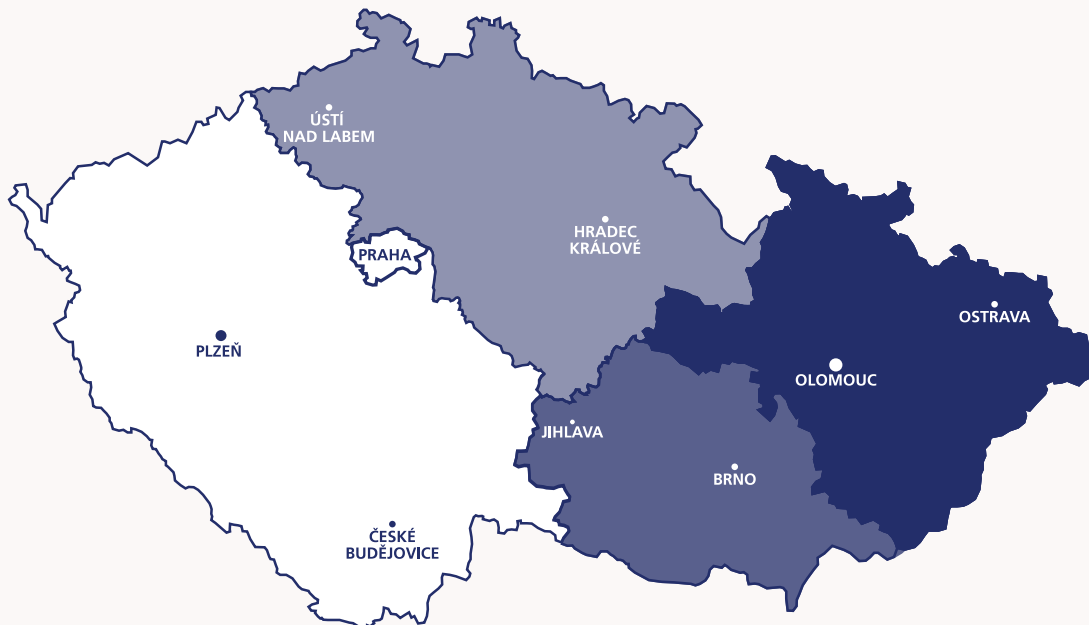 ÚSTÍ
NAD LABEM
HRADEC
KRÁLOVÉ
PRAHA
OSTRAVA
PLZEŇ
OLOMOUC
JIHLAVA
BRNO
ČESKÉ
BUDĚJOVICE